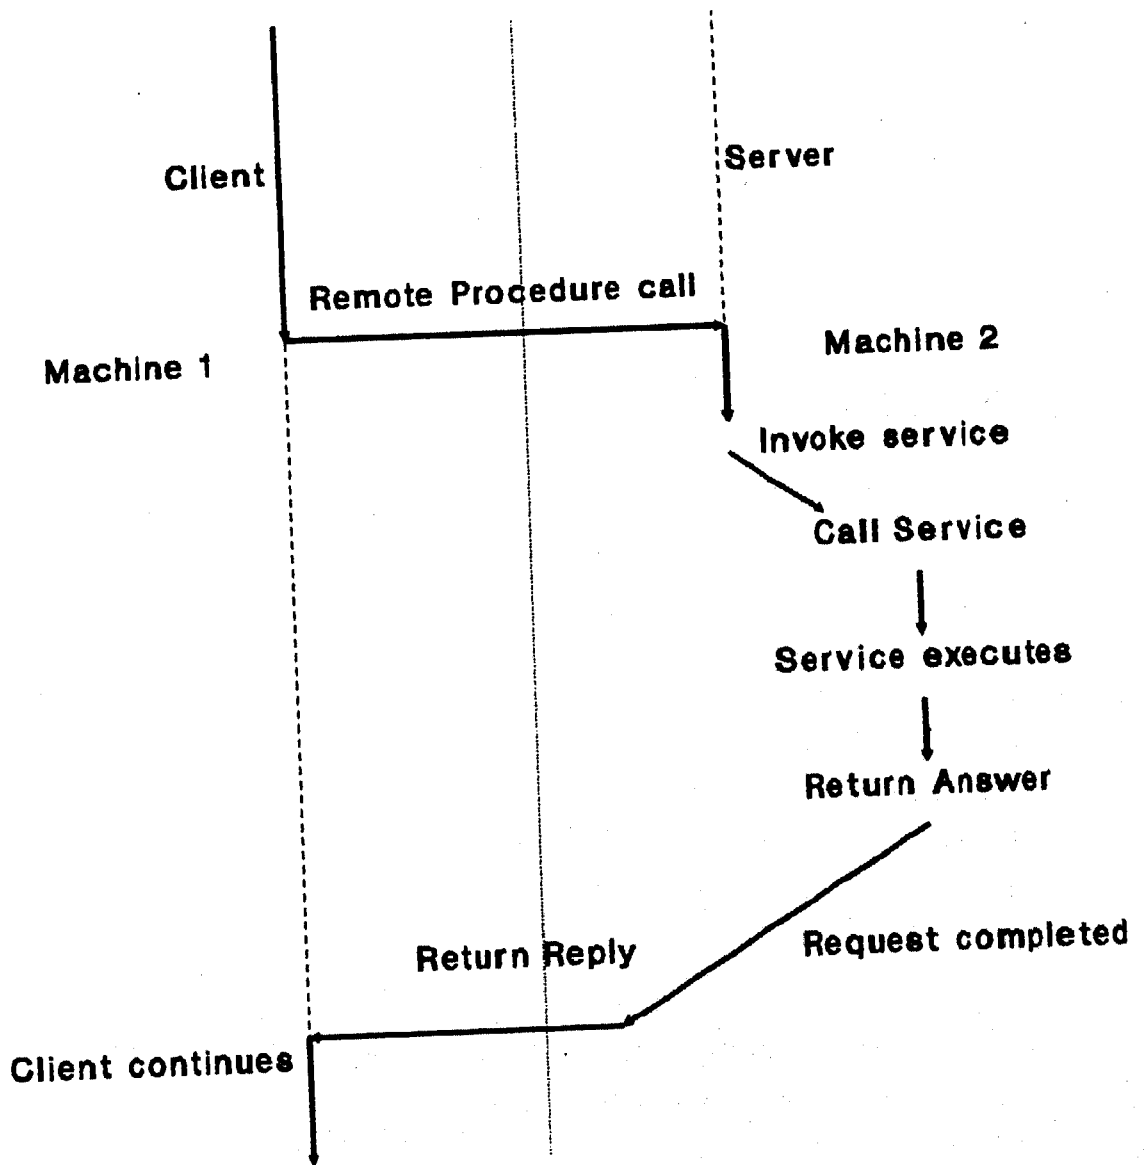 Client
Server
Remote Procedure call
Machine 1
Machine 2
Invoke service
Call Service
Service executes
Return Answer
Request completed
Return Reply
Client continues